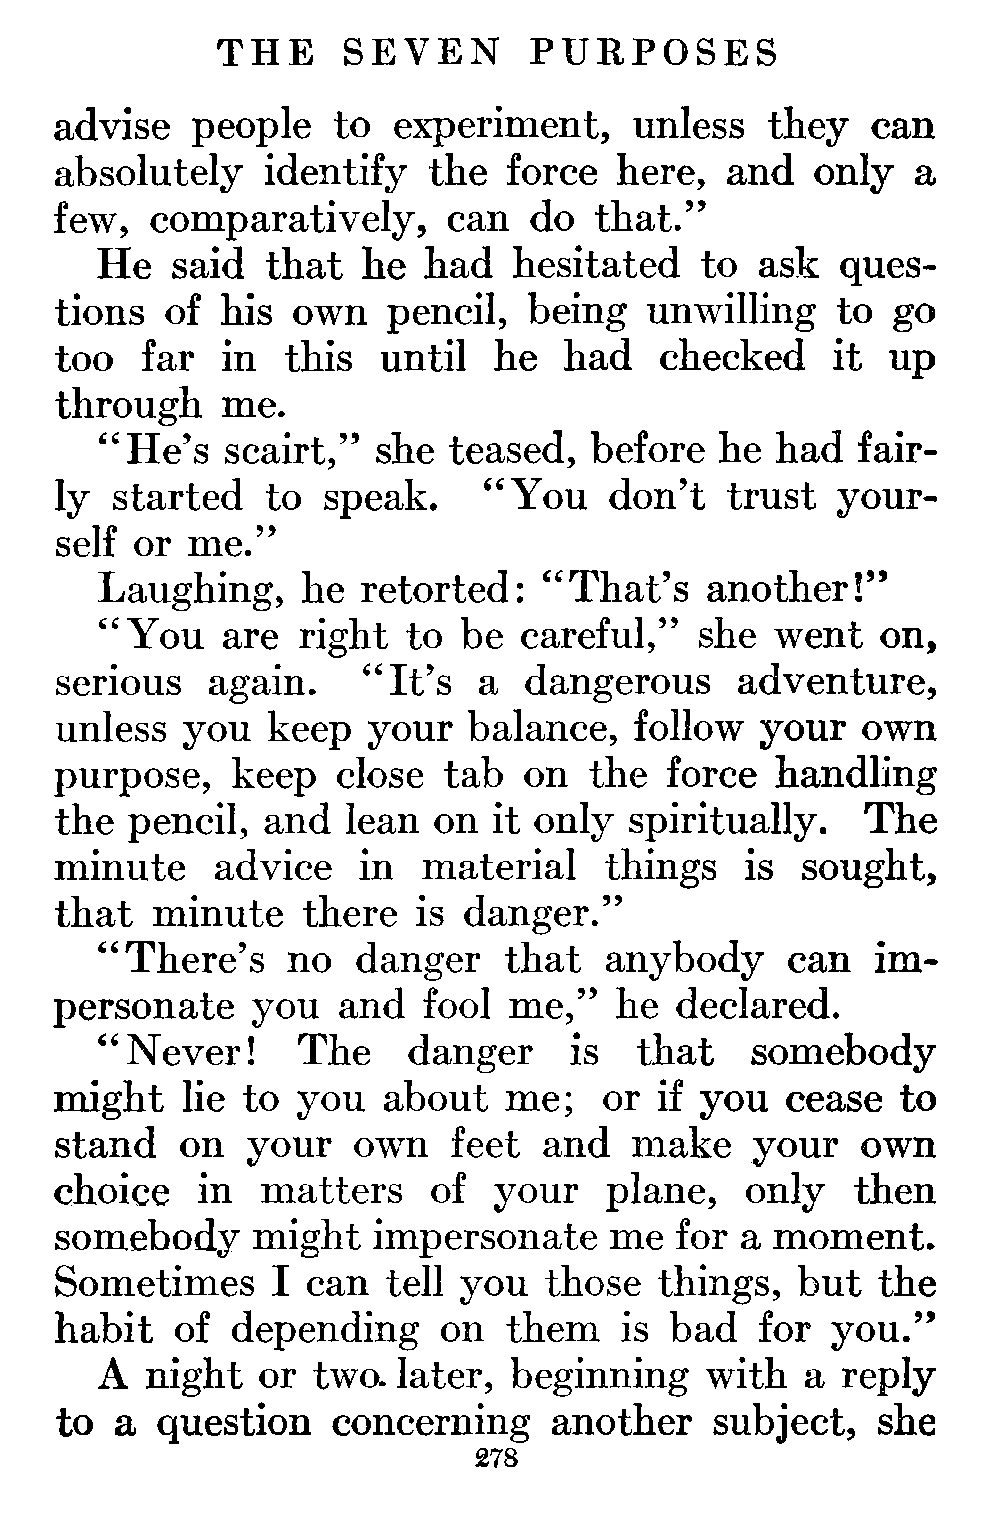 THE SEVEN PURPOSES
advise people to experiment, unless they can
absolutely identify the force here, and only a
few, comparatively, can do that.”
He said that he had hesitated to ask ques-
tions of his own pencil, being unwilling to go
too far in this until he had checked it up
through me.
“He’s scairt,” she teased, before he had fair-
ly started to speak. “You don’t trust your-
self or me.”
Laughing, he retorted: “That’s another!”
“You are right to be careful,” she went on,
serious again. “It’s a dangerous adventure,
unless you keep your balance, follow your own
purpose, keep close tab on the force handling
the pencil, and lean on it only spiritually. The
minute advice in material things is sought,
that minute there is danger.”
“There’s no danger that anybody can im-
personate you and fool me,” he declared.
“Never! The danger is that somebody
might lie to you about me; or if you cease to
stand on your own feet and make your own
choice in matters of your plane, only then
somebody might impersonate me for a moment.
Sometimes I can tell you those things, but the
habit of depending on them is bad for you.”
A night or two later, beginning with a reply
to a question concerning another subject, she
278